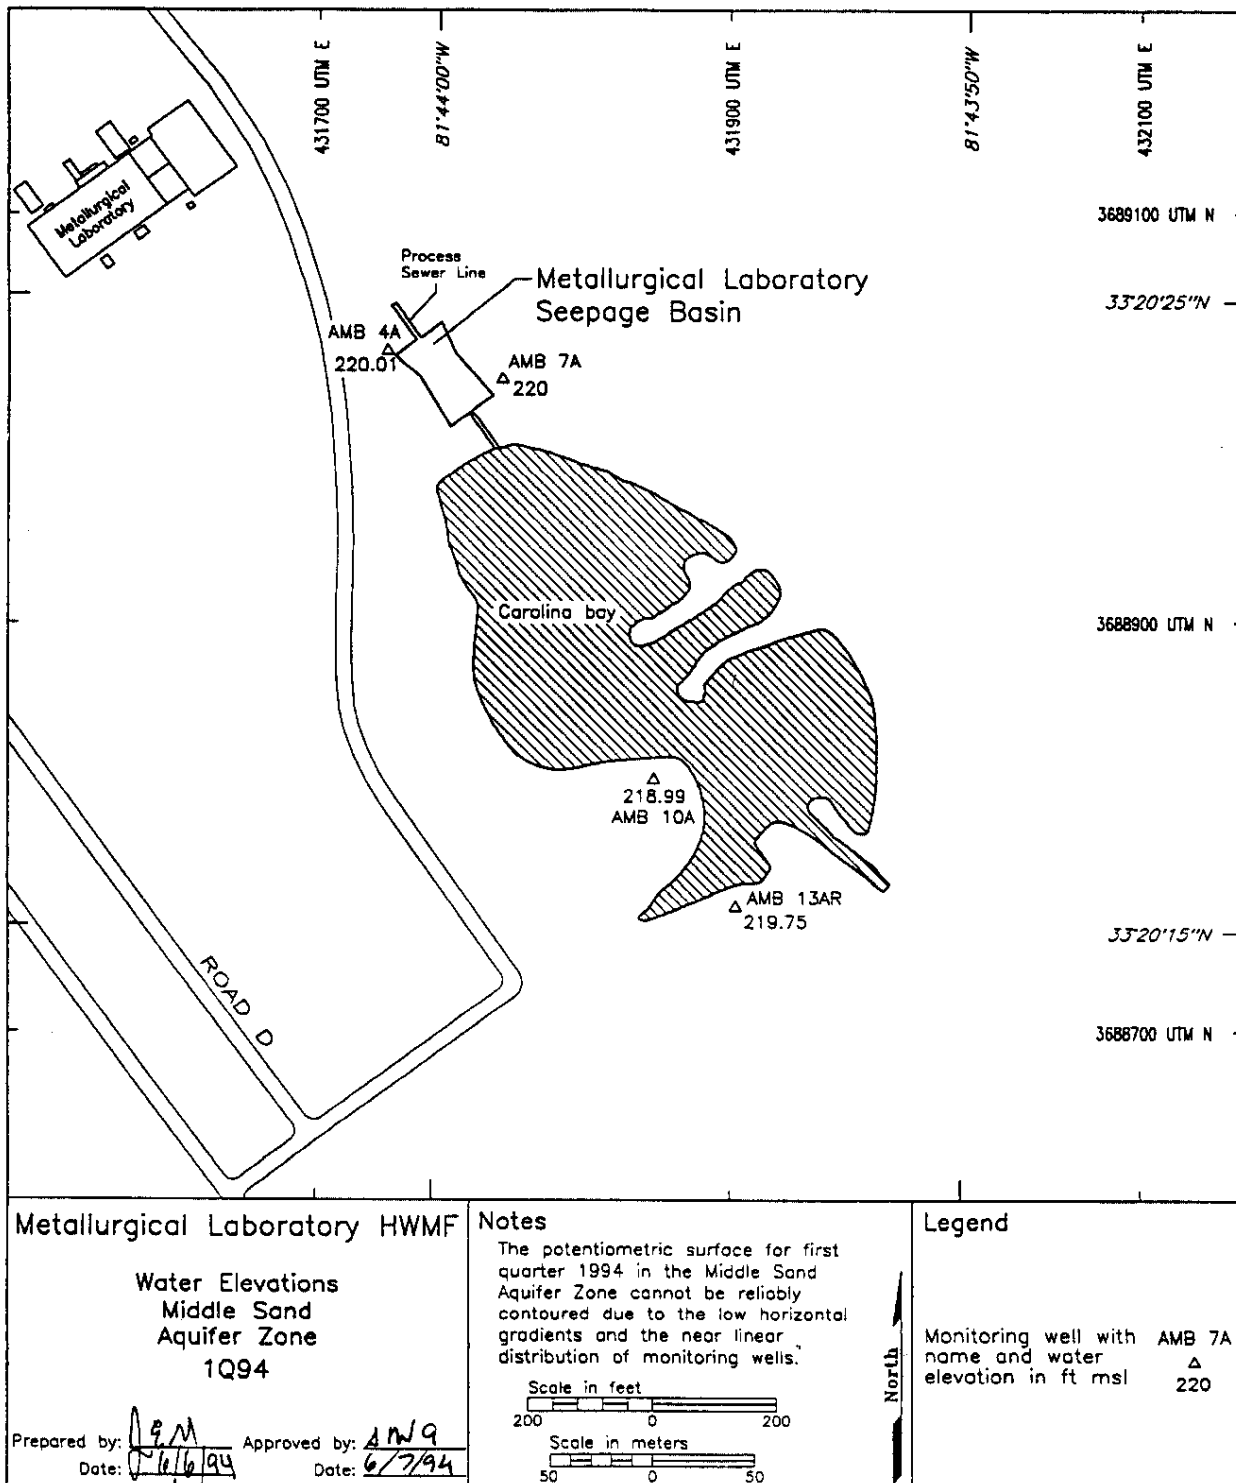 431700 UTM E
81°44'00"W
431900 UTM E
81°43'50"W
432100 UTM E
Metallurgical
Laboratory
3689100 UTM N
Process
Sewer Line
Metallurgical Laboratory
Seepage Basin
33°20'25"N
AMB 4A
220.01
AMB 7A
220
Carolina bay
3688900 UTM N
218.99
AMB 10A
AMB 13AR
219.75
33°20'15"N
ROAD D
3688700 UTM N
Metallurgical Laboratory HWMF
Water Elevations
Middle Sand
Aquifer Zone
1Q94
Prepared by:
Date: 6/6/94
Approved by:
Date: 6/7/94
Notes
The potentiometric surface for first
quarter 1994 in the Middle Sand
Aquifer Zone cannot be reliably
contoured due to the low horizontal
gradients and the near linear
distribution of monitoring wells.
Scale in feet
200 0 200
Scale in meters
50 0 50
North
Legend
Monitoring well with
name and water
elevation in ft msl
AMB 7A
220